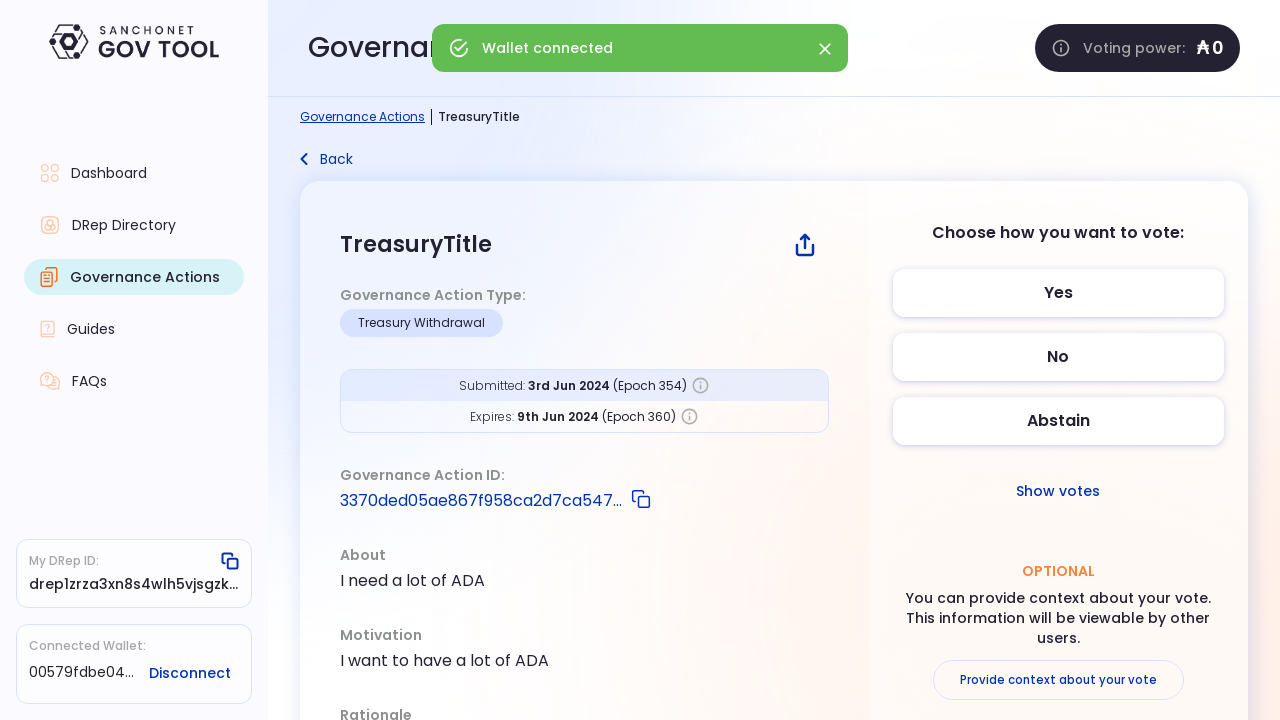 SANCHONET
GOV TOOL
Dashboard
DRep Directory
Governance Actions
Guides
FAQs
My DRep ID:
drep1zrza3xn8s4wlh5vjsgzk...
Connected Wallet:
00579fdbe04...
Disconnect
Wallet connected
Voting power: ₳ 0
Governance Actions
TreasuryTitle
Back
TreasuryTitle
Governance Action Type:
Treasury Withdrawal
Submitted: 3rd Jun 2024 (Epoch 354)
Expires: 9th Jun 2024 (Epoch 360)
Governance Action ID:
3370ded05ae867f958ca2d7ca547...
About
I need a lot of ADA
Motivation
I want to have a lot of ADA
Rationale
Choose how you want to vote:
Yes
No
Abstain
Show votes
OPTIONAL
You can provide context about your vote.
This information will be viewable by other
users.
Provide context about your vote